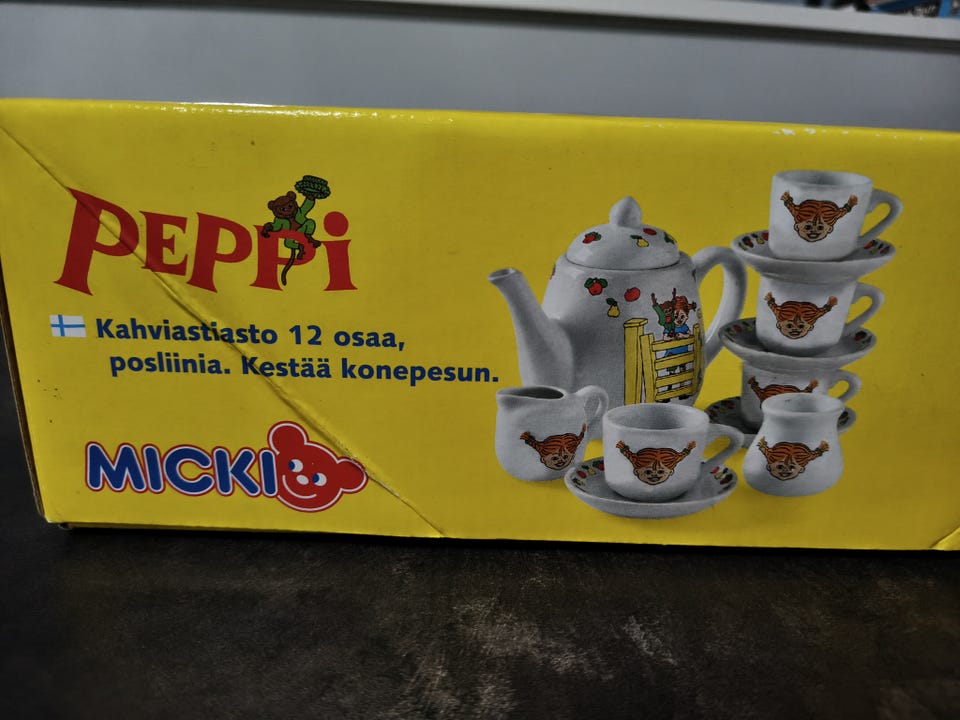 PEPPi
Kahviastiasto 12 osaa,
posliinia. Kestää konepesun.
MICKI